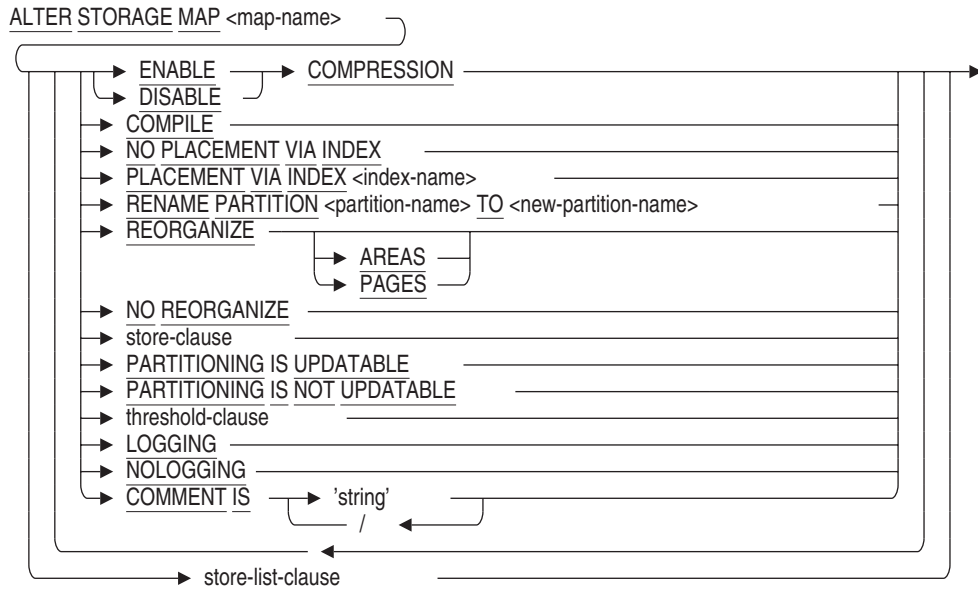 ALTER STORAGE MAP <map-name>
ENABLE COMPRESSION
DISABLE
COMPILE
NO PLACEMENT VIA INDEX
PLACEMENT VIA INDEX <index-name>
RENAME PARTITION <partition-name> TO <new-partition-name>
REORGANIZE
AREAS
PAGES
NO REORGANIZE
store-clause
PARTITIONING IS UPDATABLE
PARTITIONING IS NOT UPDATABLE
threshold-clause
LOGGING
NOLOGGING
COMMENT IS 'string'
/
store-list-clause